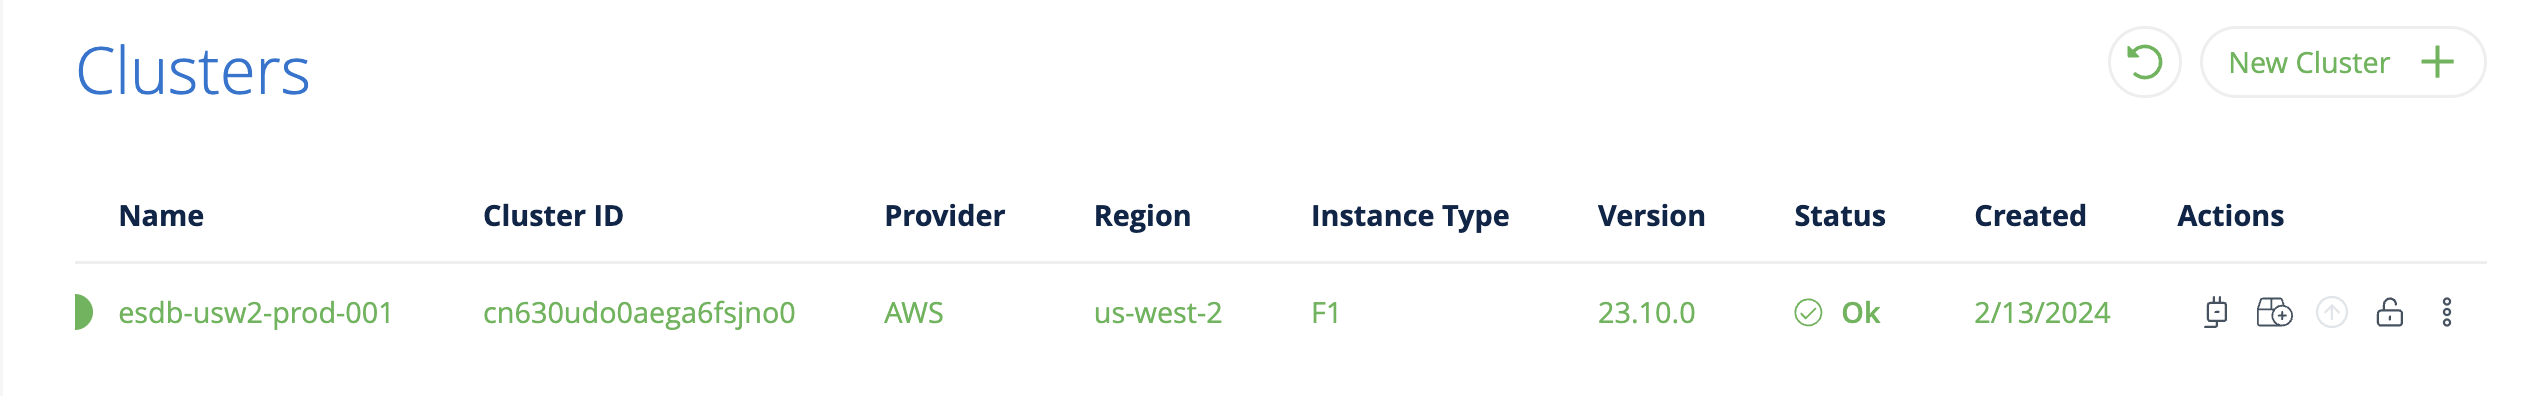 Clusters
New Cluster
Name Cluster ID Provider Region Instance Type Version Status Created Actions
esdb-usw2-prod-001 cn630udo0aega6fsjno0 AWS us-west-2 F1 23.10.0 Ok 2/13/2024